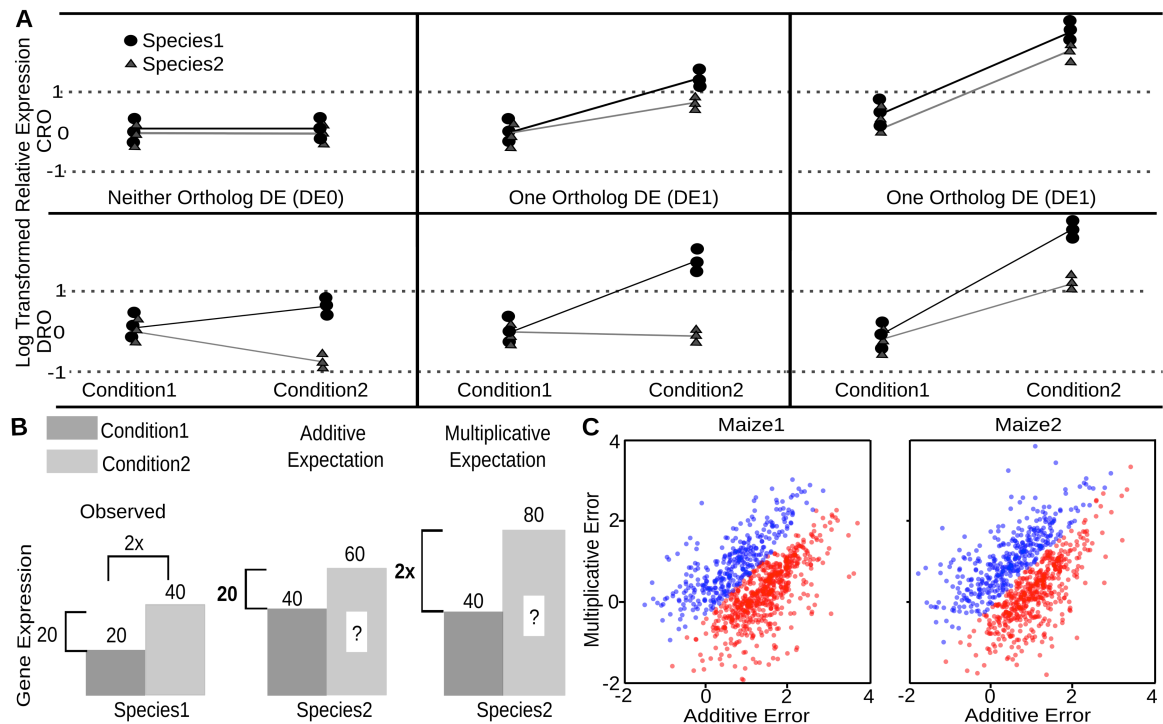 A
Species1
Species2
Log Transformed Relative Expression
CRO
DRO
1
0
-1
Neither Ortholog DE (DE0)
One Ortholog DE (DE1)
One Ortholog DE (DE1)
1
0
-1
Condition1
Condition2
Condition1
Condition2
Condition1
Condition2
B
Condition1
Condition2
Additive
Expectation
Multiplicative
Expectation
Gene Expression
Observed
2x
20
20
40
Species1
20
40
60
?
Species2
2x
40
80
?
Species2
C
Maize1
Maize2
Multiplicative Error
4
2
0
-2
-2
0
2
4
Additive Error
-2
0
2
4
Additive Error